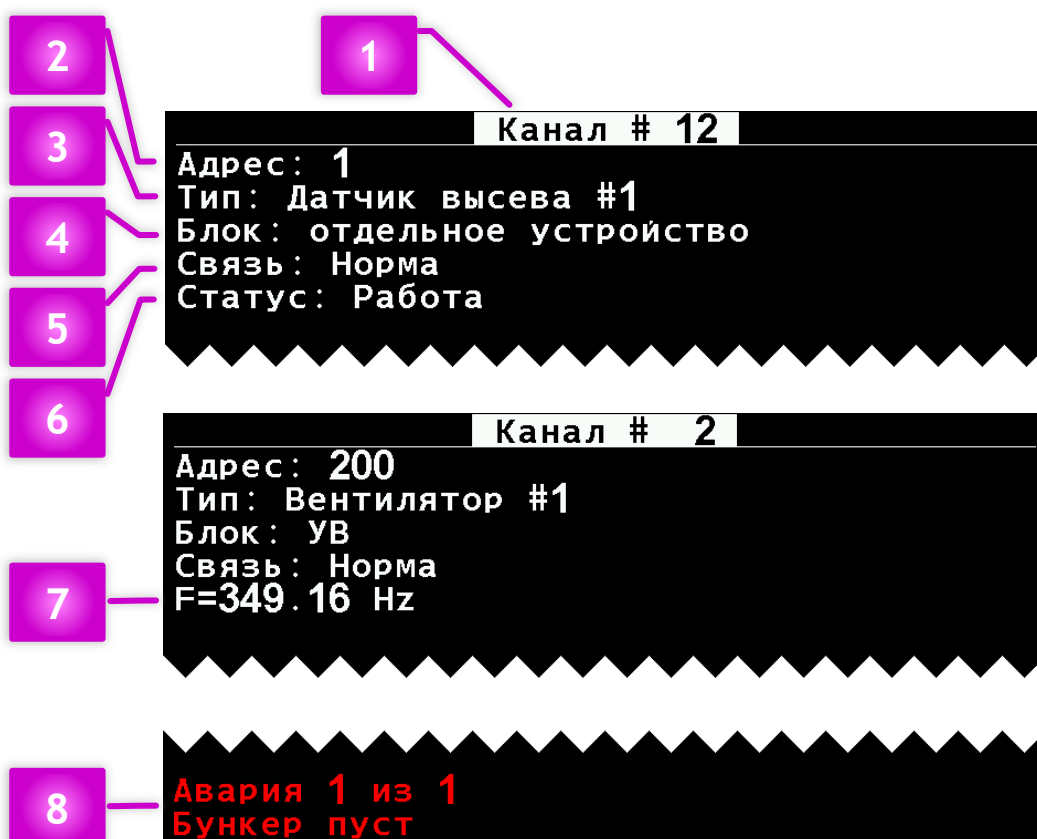 1
2
Канал # 12
3
Адрес: 1
Тип: Датчик высева #1
4
Блок: отдельное устройство
Связь: Норма
5
Статус: Работа
6
Канал # 2
Адрес: 200
Тип: Вентилятор #1
Блок: УВ
Связь: Норма
7
F=349.16 Hz
8
Авария 1 из 1
Бункер пуст